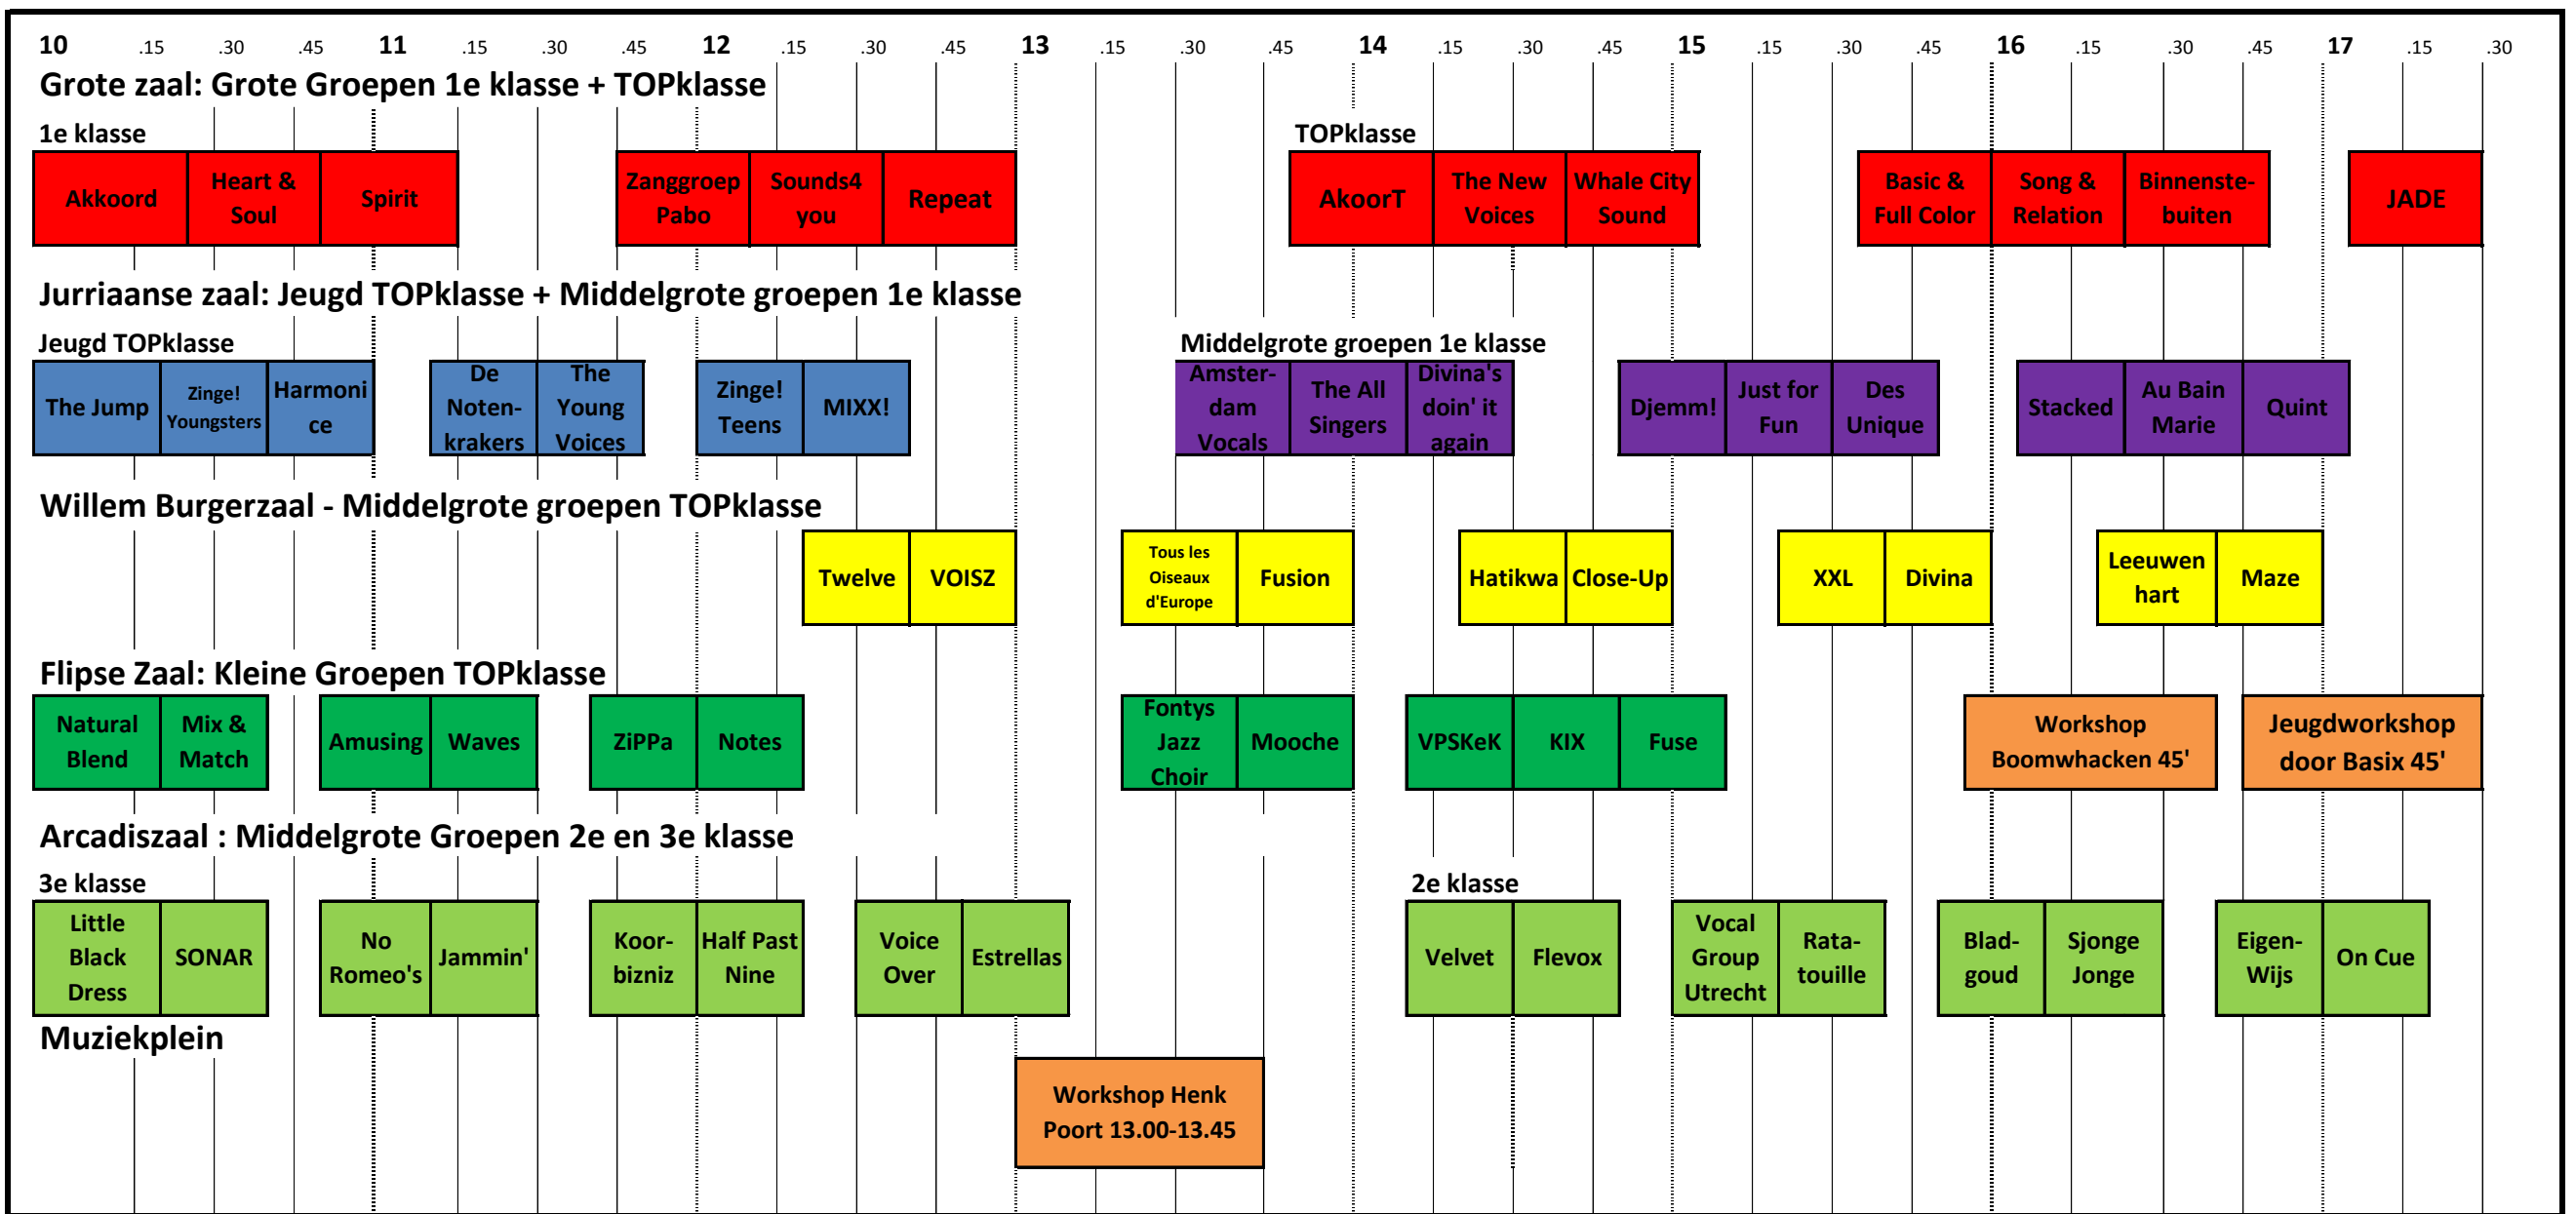 10 .15 .30 .45 11 .15 .30 .45 12 .15 .30 .45 13 .15 .30 .45 14 .15 .30 .45 15 .15 .30 .45 16 .15 .30 .45 17 .15 .30
Grote zaal: Grote Groepen 1e klasse + TOPklasse
1e klasse
TOPklasse
Akkoord
Heart &
Soul
Spirit
Zanggroep
Pabo
Sounds4
you
Repeat
AkoorT
The New
Voices
Whale City
Sound
Basic &
Full Color
Song &
Relation
Binnenste-
buiten
JADE
Jurriaanse zaal: Jeugd TOPklasse + Middelgrote groepen 1e klasse
Jeugd TOPklasse
Middelgrote groepen 1e klasse
The Jump
Zinge!
Youngsters
Harmoni
ce
De
Noten-
krakers
The
Young
Voices
Zinge!
Teens
MIXX!
Amster-
dam
Vocals
The All
Singers
Divina's
doin' it
again
Djemm!
Just for
Fun
Des
Unique
Stacked
Au Bain
Marie
Quint
Willem Burgerzaal - Middelgrote groepen TOPklasse
Twelve
VOISZ
Tous les
Oiseaux
d'Europe
Fusion
Hatikwa
Close-Up
XXL
Divina
Leeuwen
hart
Maze
Flipse Zaal: Kleine Groepen TOPklasse
Natural
Blend
Mix &
Match
Amusing
Waves
ZiPPa
Notes
Fontys
Jazz
Choir
Mooche
VPSKeK
KIX
Fuse
Workshop
Boomwhacken 45'
Jeugdworkshop
door Basix 45'
Arcadiszaal : Middelgrote Groepen 2e en 3e klasse
3e klasse
2e klasse
Little
Black
Dress
SONAR
No
Romeo's
Jammin'
Koor-
bizniz
Half Past
Nine
Voice
Over
Estrellas
Velvet
Flevox
Vocal
Group
Utrecht
Rata-
touille
Blad-
goud
Sjonge
Jonge
Eigen-
Wijs
On Cue
Muziekplein
Workshop Henk
Poort 13.00-13.45